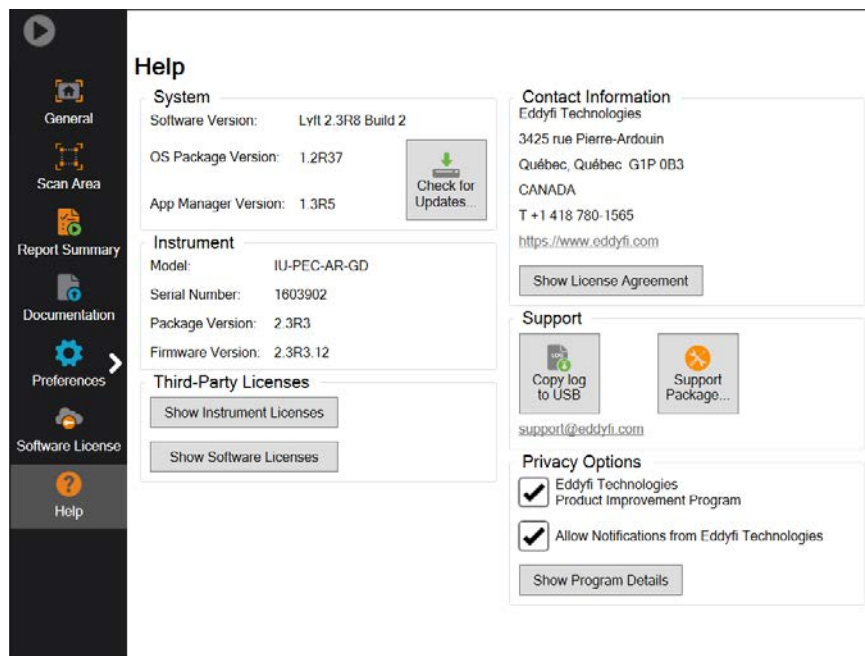 General
Scan Area
Report Summary
Documentation
Preferences
Software License
Help
Help
System
Software Version: Lyft 2.3R8 Build 2
OS Package Version: 1.2R37
App Manager Version: 1.3R5
Check for
Updates...
Instrument
Model: IU-PEC-AR-GD
Serial Number: 1603902
Package Version: 2.3R3
Firmware Version: 2.3R3.12
Third-Party Licenses
Show Instrument Licenses
Show Software Licenses
Contact Information
Eddyfi Technologies
3425 rue Pierre-Ardouin
Québec, Québec G1P 0B3
CANADA
T +1 418 780-1565
https://www.eddyfi.com
Show License Agreement
Support
LOG
Copy log
to USB
Support
Package...
support@eddyfi.com
Privacy Options
Eddyfi Technologies
Product Improvement Program
Allow Notifications from Eddyfi Technologies
Show Program Details